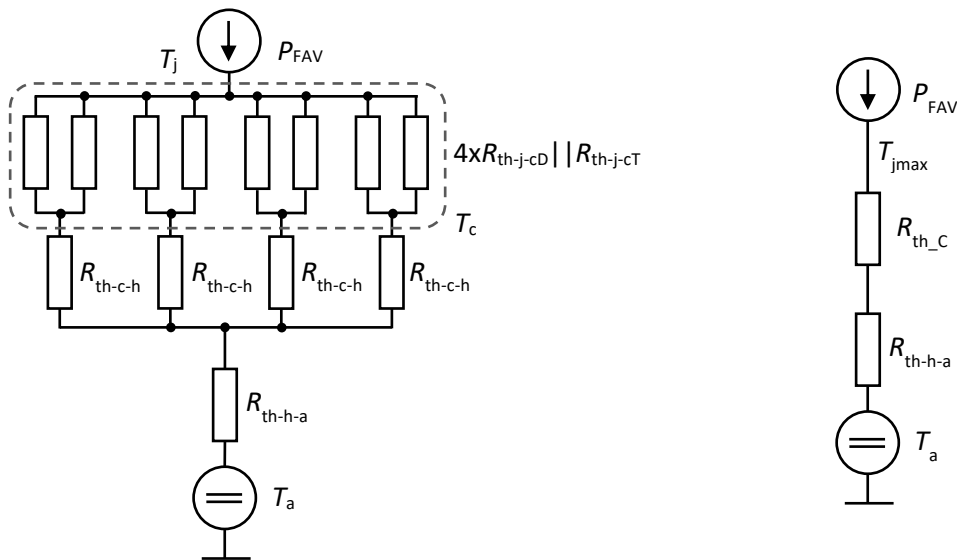 T_j
P_FAV
4xR_th-j-cD||R_th-j-cT
T_c
R_th-c-h
R_th-c-h
R_th-c-h
R_th-c-h
R_th-h-a
T_a
P_FAV
T_jmax
R_th_C
R_th-h-a
T_a